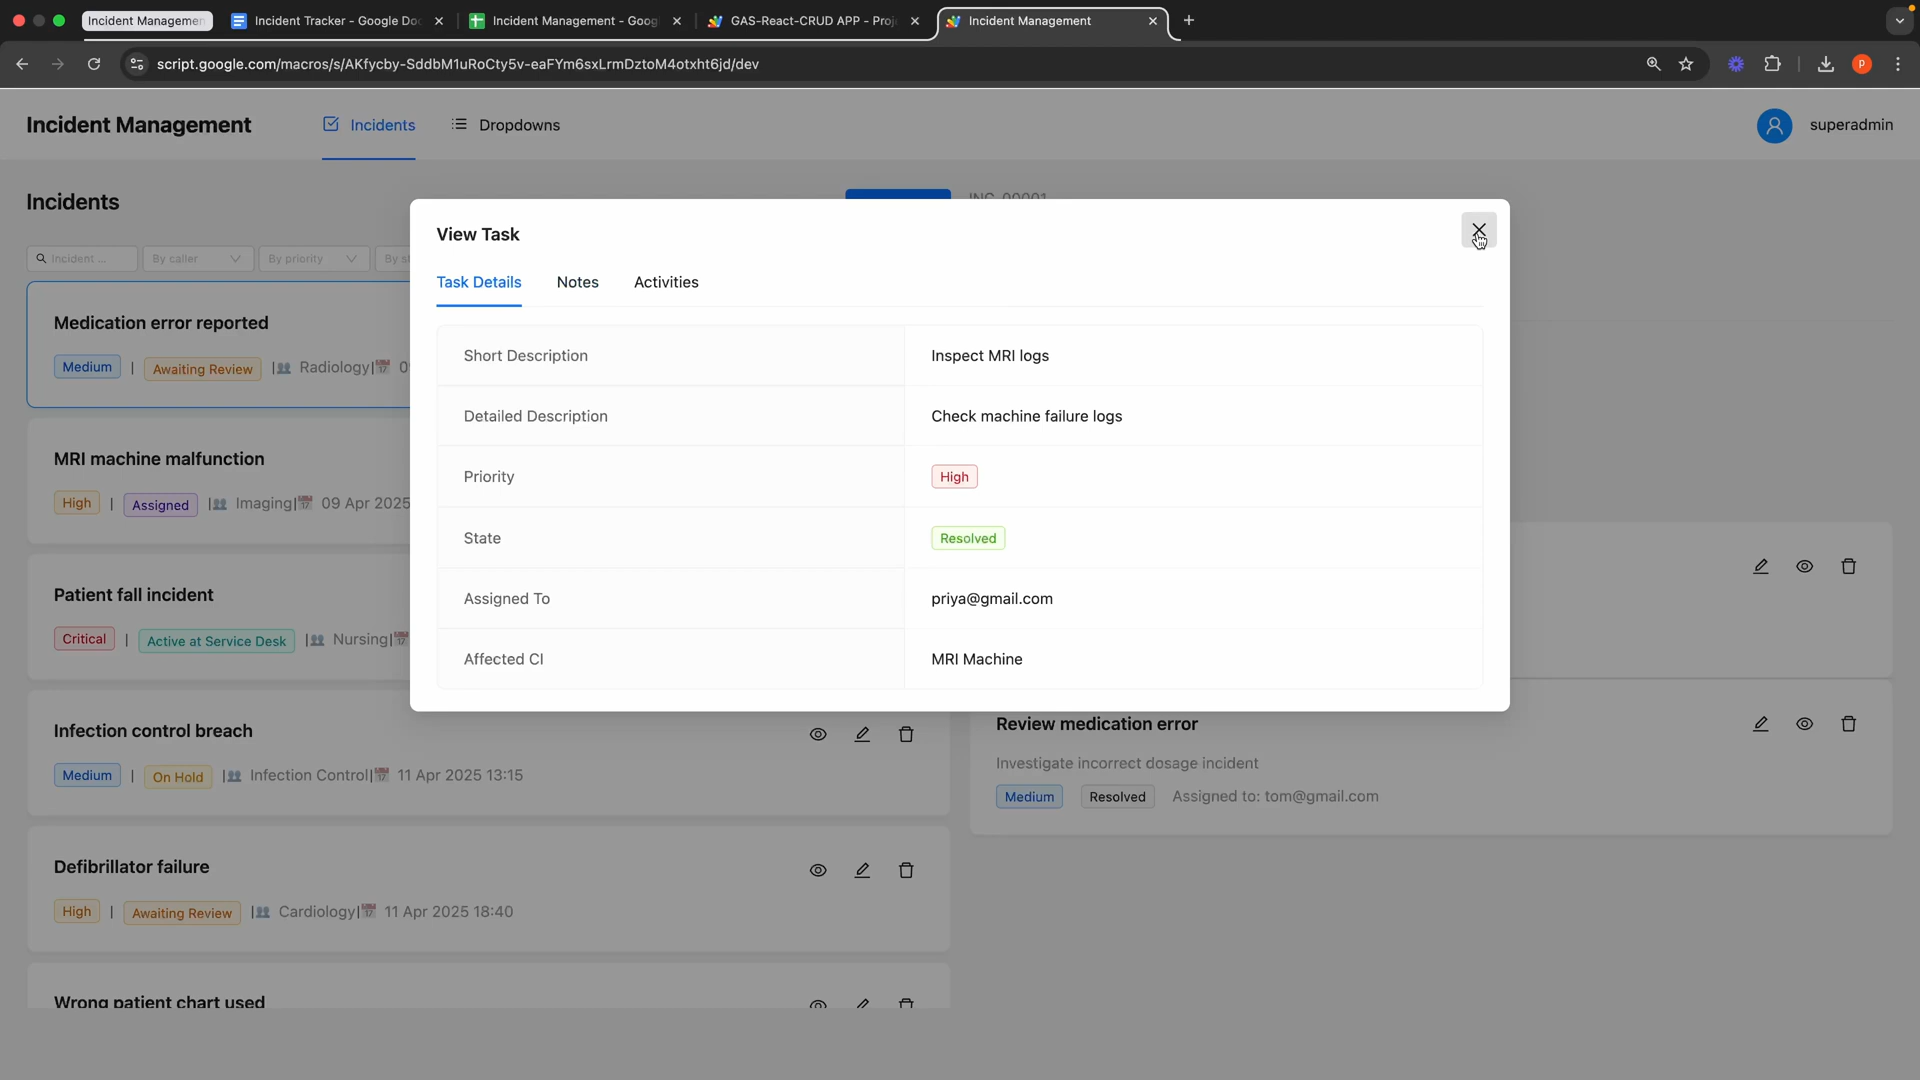 Incident Managemen
Incident Tracker - Google Doc
Incident Management - Goog
GAS-React-CRUD APP - Proj
Incident Management
script.google.com/macros/s/AKfycby-SddbM1uRoCty5v-eaFYm6sxLrmDztoM4otxht6jd/dev
P
Incident Management
Incidents
Dropdowns
superadmin
Incidents
INC-00001
Incident ...
By caller
By priority
By st
View Task
Task Details
Notes
Activities
Short Description
Inspect MRI logs
Detailed Description
Check machine failure logs
Priority
High
State
Resolved
Assigned To
priya@gmail.com
Affected CI
MRI Machine
Medication error reported
Medium | Awaiting Review | Radiology| 0
MRI machine malfunction
High | Assigned | Imaging| 09 Apr 2025
Patient fall incident
Critical | Active at Service Desk | Nursing|
Infection control breach
Medium | On Hold | Infection Control| 11 Apr 2025 13:15
Defibrillator failure
High | Awaiting Review | Cardiology| 11 Apr 2025 18:40
Wrong patient chart used
Review medication error
Investigate incorrect dosage incident
Medium Resolved Assigned to: tom@gmail.com